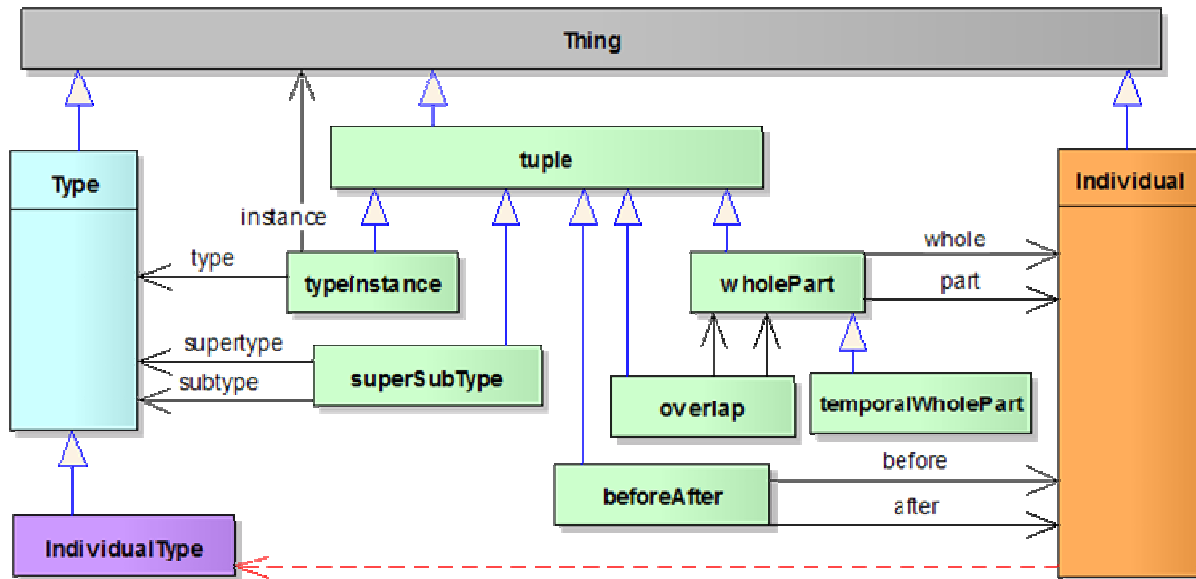 Thing
tuple
Type
Individual
instance
whole
type
typeInstance
wholePart
part
supertype
superSubType
subtype
overlap
temporalWholePart
before
beforeAfter
after
IndividualType